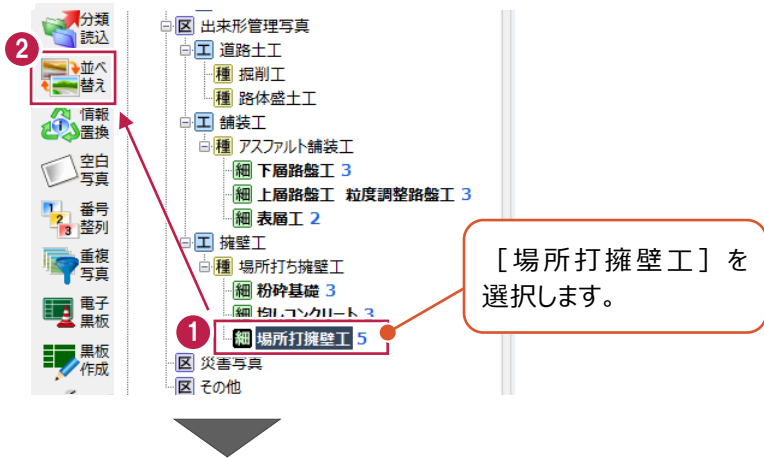 分類
読込
2
並べ
替え
情報
置換
空白
写真
1 2 3
番号
整列
重複
写真
電子
黒板
黒板
作成
区 出来形管理写真
工 道路土工
種 掘削工
種 路体盛土工
工 舗装工
種 アスファルト舗装工
細 下層路盤工 3
細 上層路盤工 粒度調整路盤工 3
細 表層工 2
工 擁壁工
種 場所打ち擁壁工
細 粉砕基礎 3
細 均しコンクリート 3
1
細 場所打擁壁工 5
区 災害写真
区 その他
［場所打擁壁工］を
選択します。